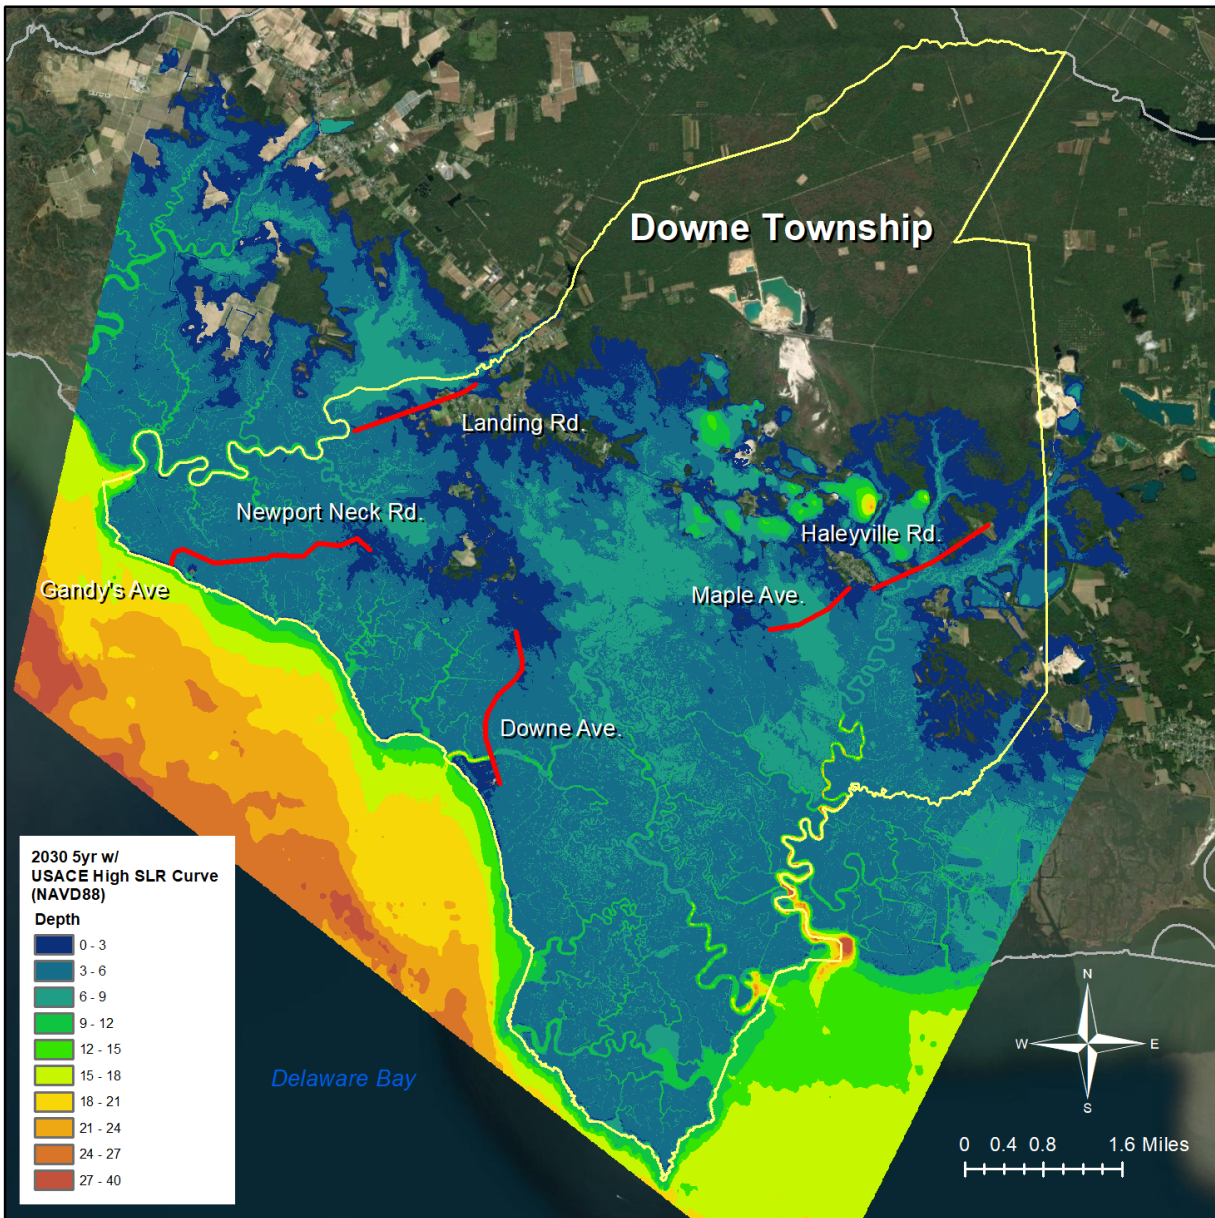 Downe Township
Landing Rd.
Newport Neck Rd.
Haleyville Rd.
Gandy's Ave
Maple Ave.
Downe Ave.
2030 5yr w/
USACE High SLR Curve
(NAVD88)
Depth
0 - 3
3 - 6
6 - 9
9 - 12
12 - 15
15 - 18
18 - 21
21 - 24
24 - 27
27 - 40
Delaware Bay
N
W E
S
0 0.4 0.8 1.6 Miles